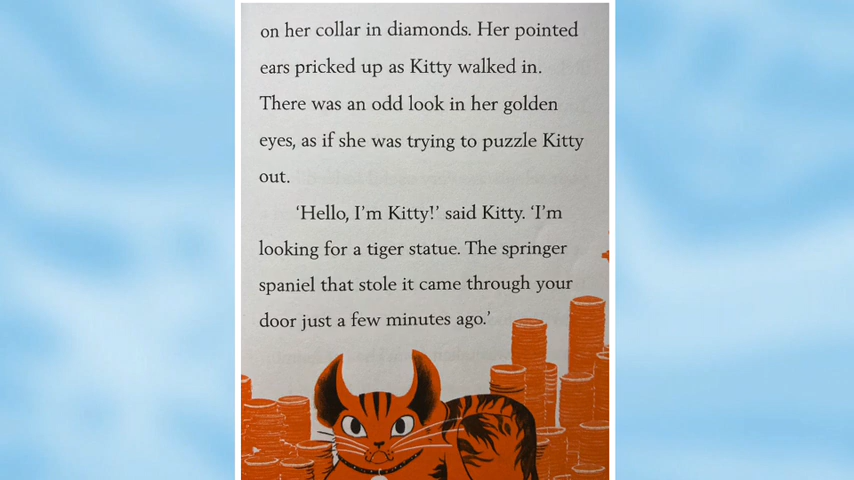 on her collar in diamonds. Her pointed
ears pricked up as Kitty walked in.
There was an odd look in her golden
eyes, as if she was trying to puzzle Kitty
out.
‘Hello, I’m Kitty!’ said Kitty. ‘I’m
looking for a tiger statue. The springer
spaniel that stole it came through your
door just a few minutes ago.’